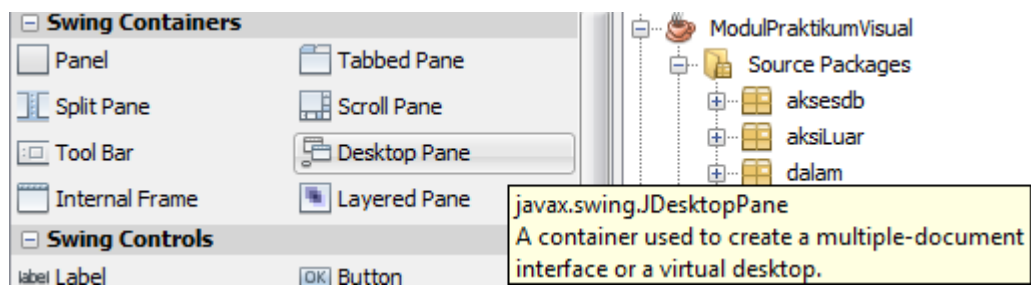 Swing Containers
Panel
Tabbed Pane
Split Pane
Scroll Pane
Tool Bar
Desktop Pane
Internal Frame
Layered Pane
Swing Controls
label Label
OK Button
ModulPraktikumVisual
Source Packages
aksesdb
aksiLuar
dalam
javax.swing.JDesktopPane
A container used to create a multiple-document
interface or a virtual desktop.